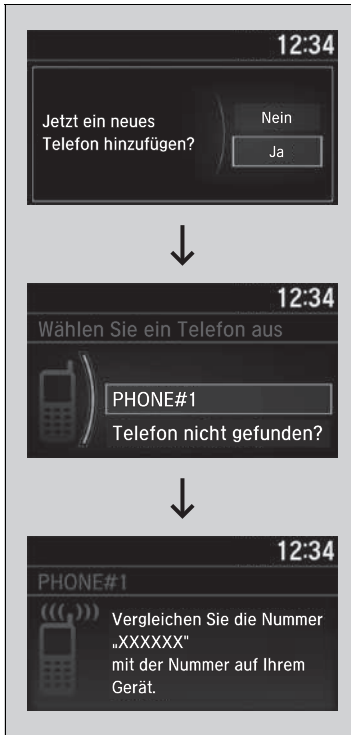 12:34
Jetzt ein neues
Telefon hinzufügen?
Nein
Ja
12:34
Wählen Sie ein Telefon aus
PHONE#1
Telefon nicht gefunden?
12:34
PHONE#1
Vergleichen Sie die Nummer
„XXXXXX"
mit der Nummer auf Ihrem
Gerät.